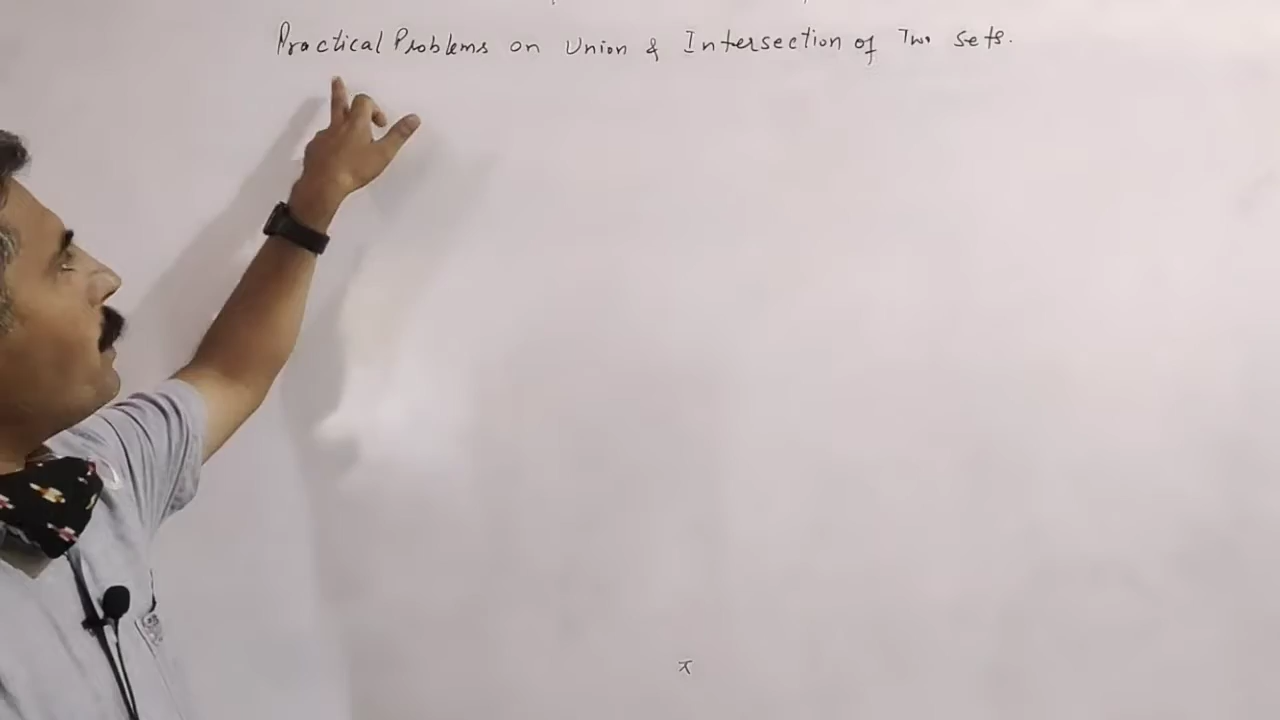 Practical Problems on Union & Intersection of Two Sets.